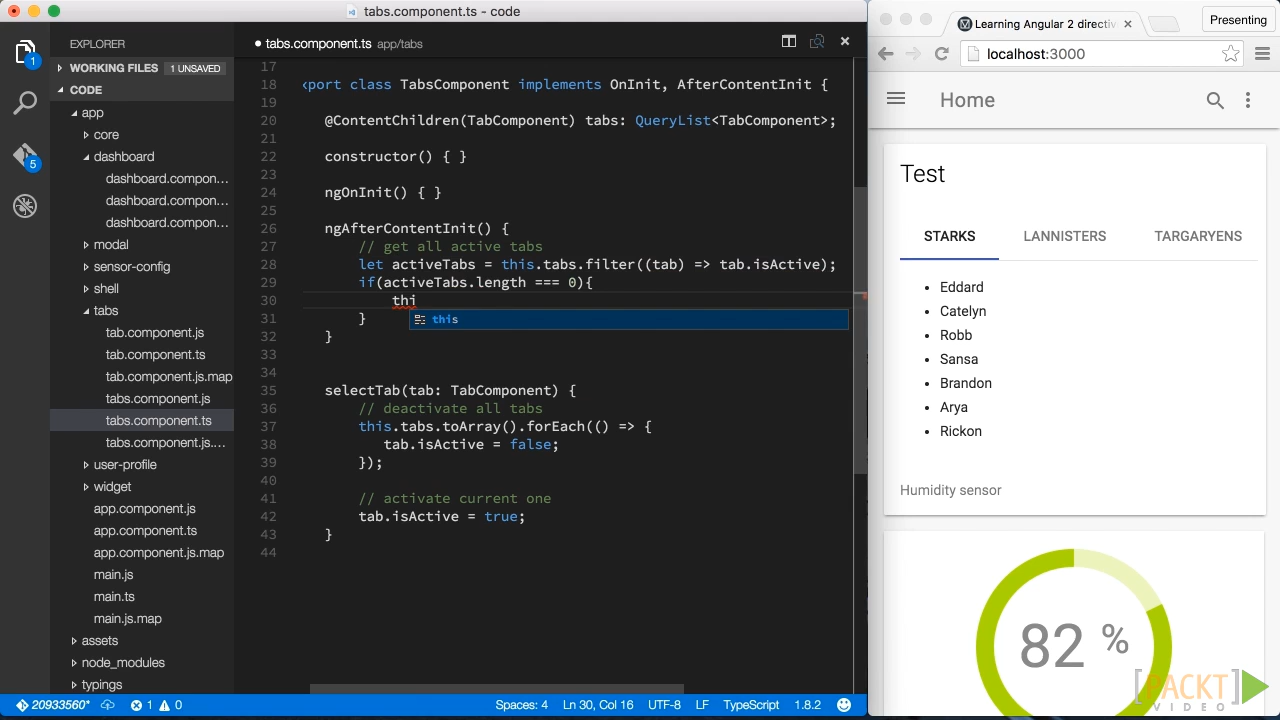 tabs.component.ts - code
EXPLORER
WORKING FILES 1 UNSAVED
CODE
app
core
dashboard
dashboard.compon...
dashboard.compon...
dashboard.compon...
modal
sensor-config
shell
tabs
tab.component.js
tab.component.ts
tab.component.js.map
tabs.component.js
tabs.component.ts
tabs.component.js....
user-profile
widget
app.component.js
app.component.ts
app.component.js.map
main.js
main.ts
main.js.map
assets
node_modules
typings
1
5
tabs.component.ts app/tabs
17
18 port class TabsComponent implements OnInit, AfterContentInit {
19
20 @ContentChildren(TabComponent) tabs: QueryList<TabComponent>;
21
22 constructor() { }
23
24 ngOnInit() { }
25
26 ngAfterContentInit() {
27 // get all active tabs
28 let activeTabs = this.tabs.filter((tab) => tab.isActive);
29 if(activeTabs.length === 0){
30 thi
this
31 }
32 }
33
34
35 selectTab(tab: TabComponent) {
36 // deactivate all tabs
37 this.tabs.toArray().forEach(() => {
38 tab.isActive = false;
39 });
40
41 // activate current one
42 tab.isActive = true;
43 }
44
20933560* 1 0 Spaces: 4 Ln 30, Col 16 UTF-8 LF TypeScript 1.8.2
Learning Angular 2 directiv
Presenting
localhost:3000
Home
Test
STARKS LANNISTERS TARGARYENS
• Eddard
• Catelyn
• Robb
• Sansa
• Brandon
• Arya
• Rickon
Humidity sensor
82 %
[PACKT]
VIDEO